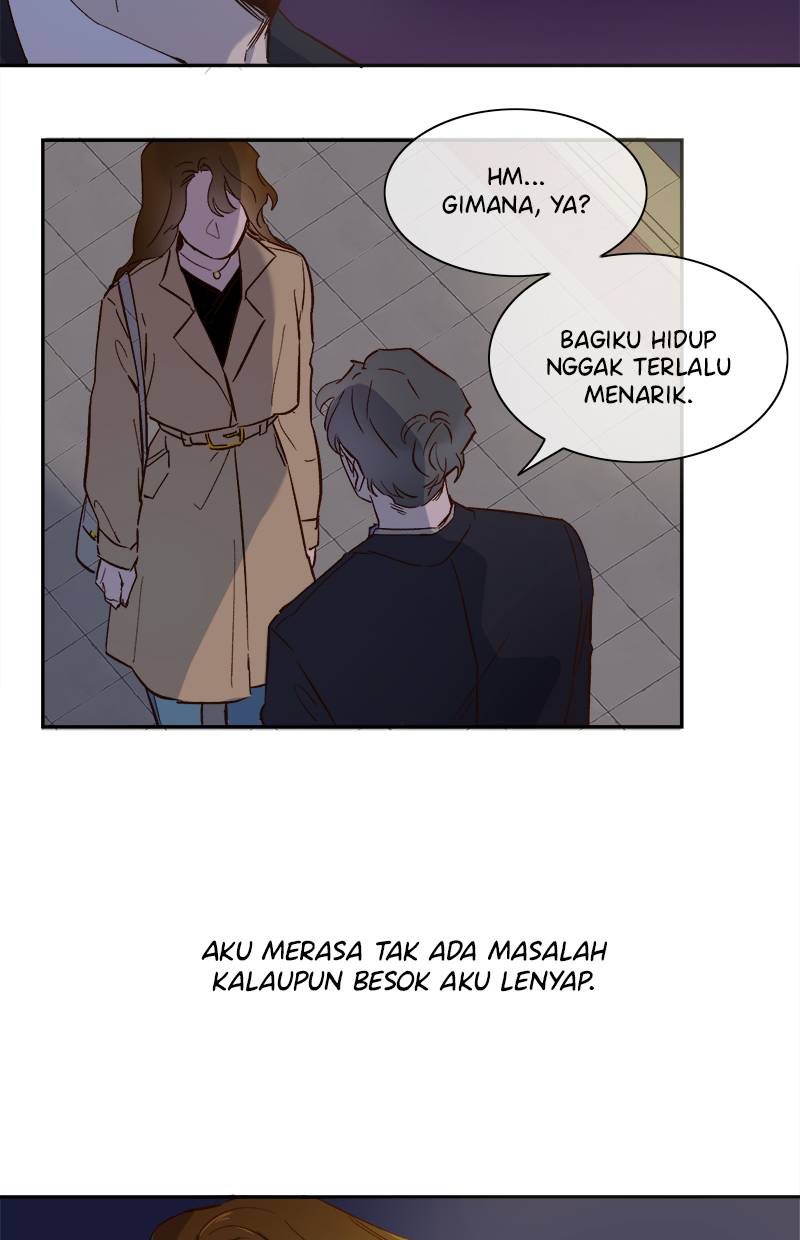 HM...
GIMANA, YA?
BAGIKU HIDUP
NGGAK TERLALU
MENARIK.
AKU MERASA TAK ADA MASALAH
KALAUPUN BESOK AKU LENYAP.